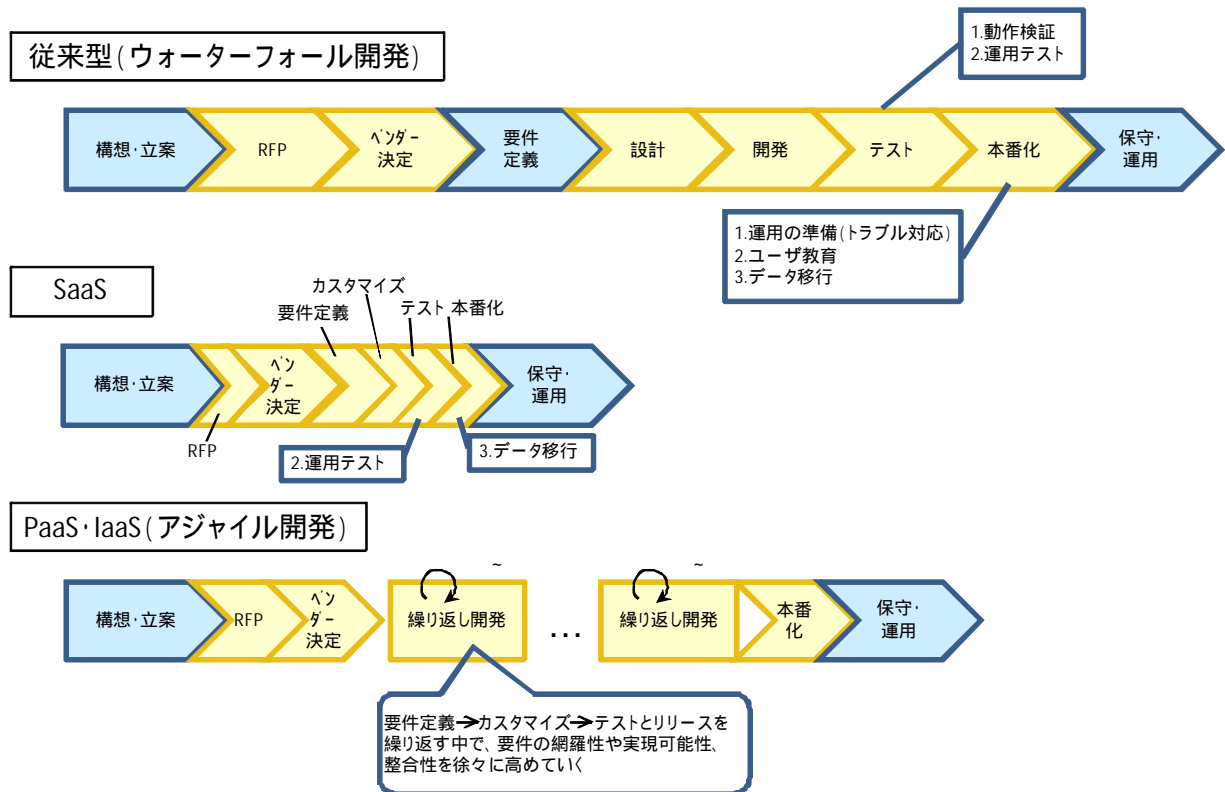 従来型(ウォーターフォール開発)
1.動作検証
2.運用テスト
構想･立案
RFP
ベンダー
決定
要件
定義
設計
開発
テスト
本番化
保守･
運用
1.運用の準備(トラブル対応)
2.ユーザ教育
3.データ移行
SaaS
カスタマイズ
要件定義
テスト
本番化
構想･立案
ベン
ダー
決定
保守･
運用
RFP
2.運用テスト
3.データ移行
PaaS･IaaS(アジャイル開発)
~
~
構想･立案
RFP
ベン
ダー
決定
繰り返し開発
...
繰り返し開発
本番
化
保守･
運用
要件定義→カスタマイズ→テストとリリースを
繰り返す中で、要件の網羅性や実現可能性、
整合性を徐々に高めていく